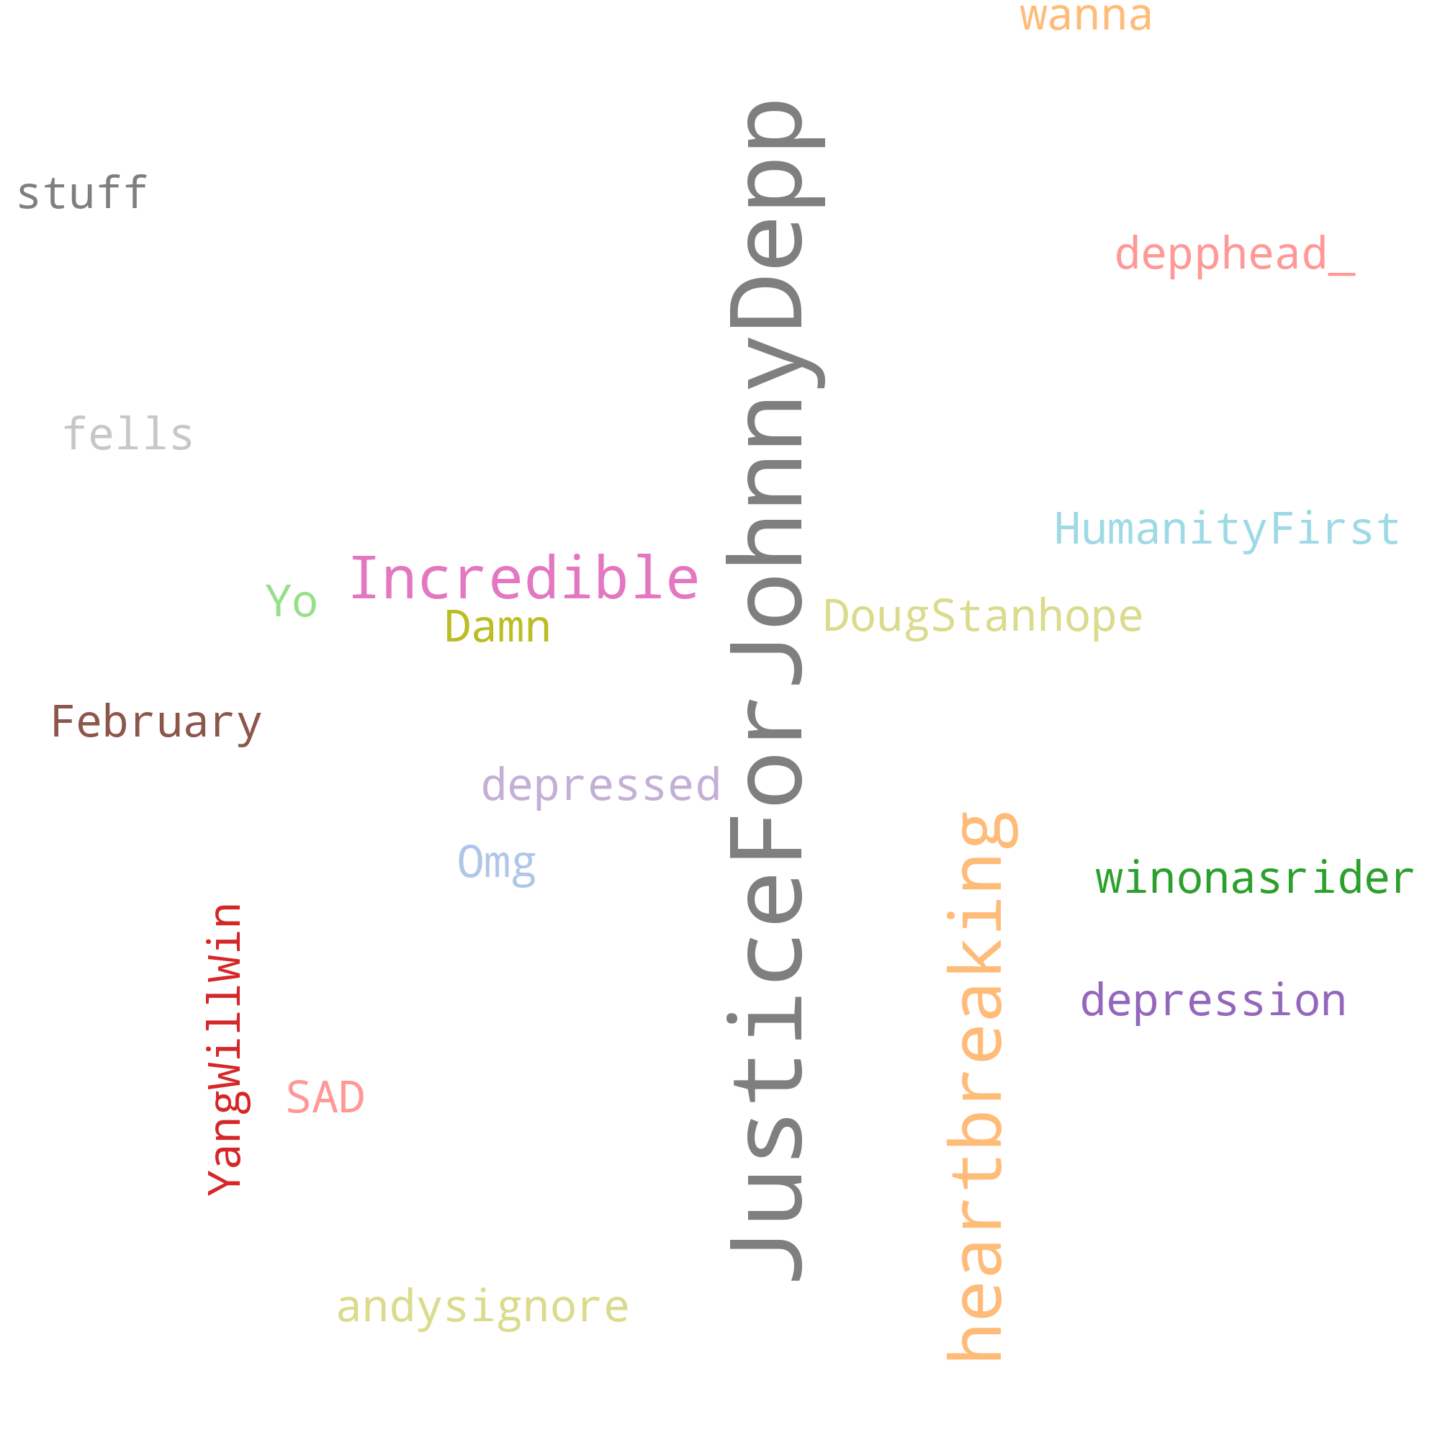 wanna
stuff
depphead_
fells
HumanityFirst
Incredible
Yo
Damn
DougStanhope
JusticeForJohnnyDepp
February
depressed
Omg
winonasrider
heartbreaking
depression
YangWillWin
SAD
andysignore